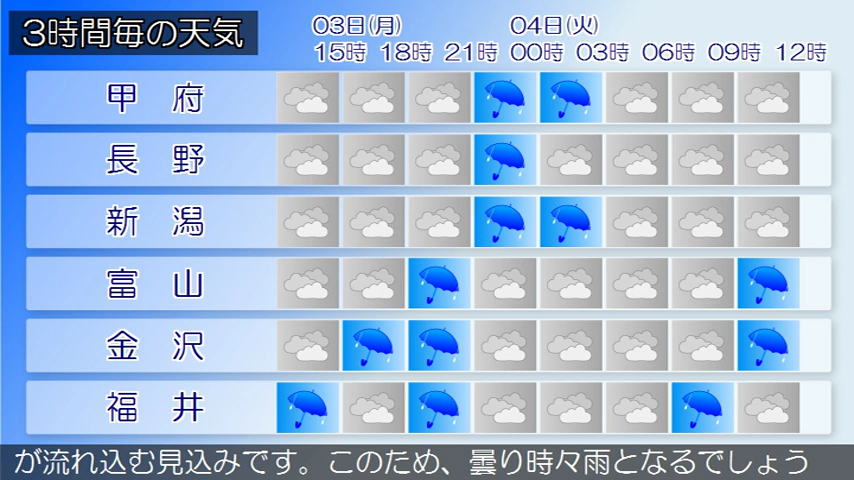 3時間毎の天気
03日(月) 04日(火)
15時 18時 21時 00時 03時 06時 09時 12時
甲 府
長 野
新 潟
富 山
金 沢
福 井
が流れ込む見込みです。このため、曇り時々雨となるでしょう